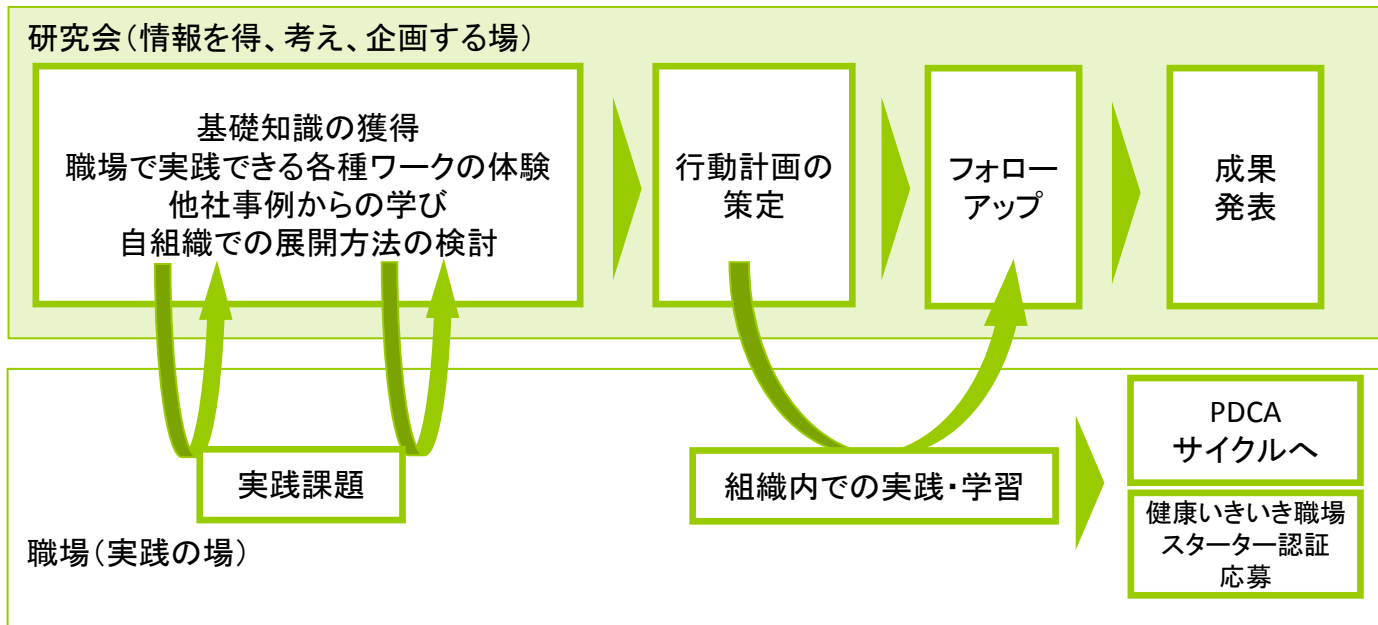 研究会（情報を得、考え、企画する場）
基礎知識の獲得
職場で実践できる各種ワークの体験
他社事例からの学び
自組織での展開方法の検討
行動計画の
策定
フォロー
アップ
成果
発表
実践課題
組織内での実践・学習
PDCA
サイクルへ
健康いきいき職場
スターター認証
応募
職場（実践の場）